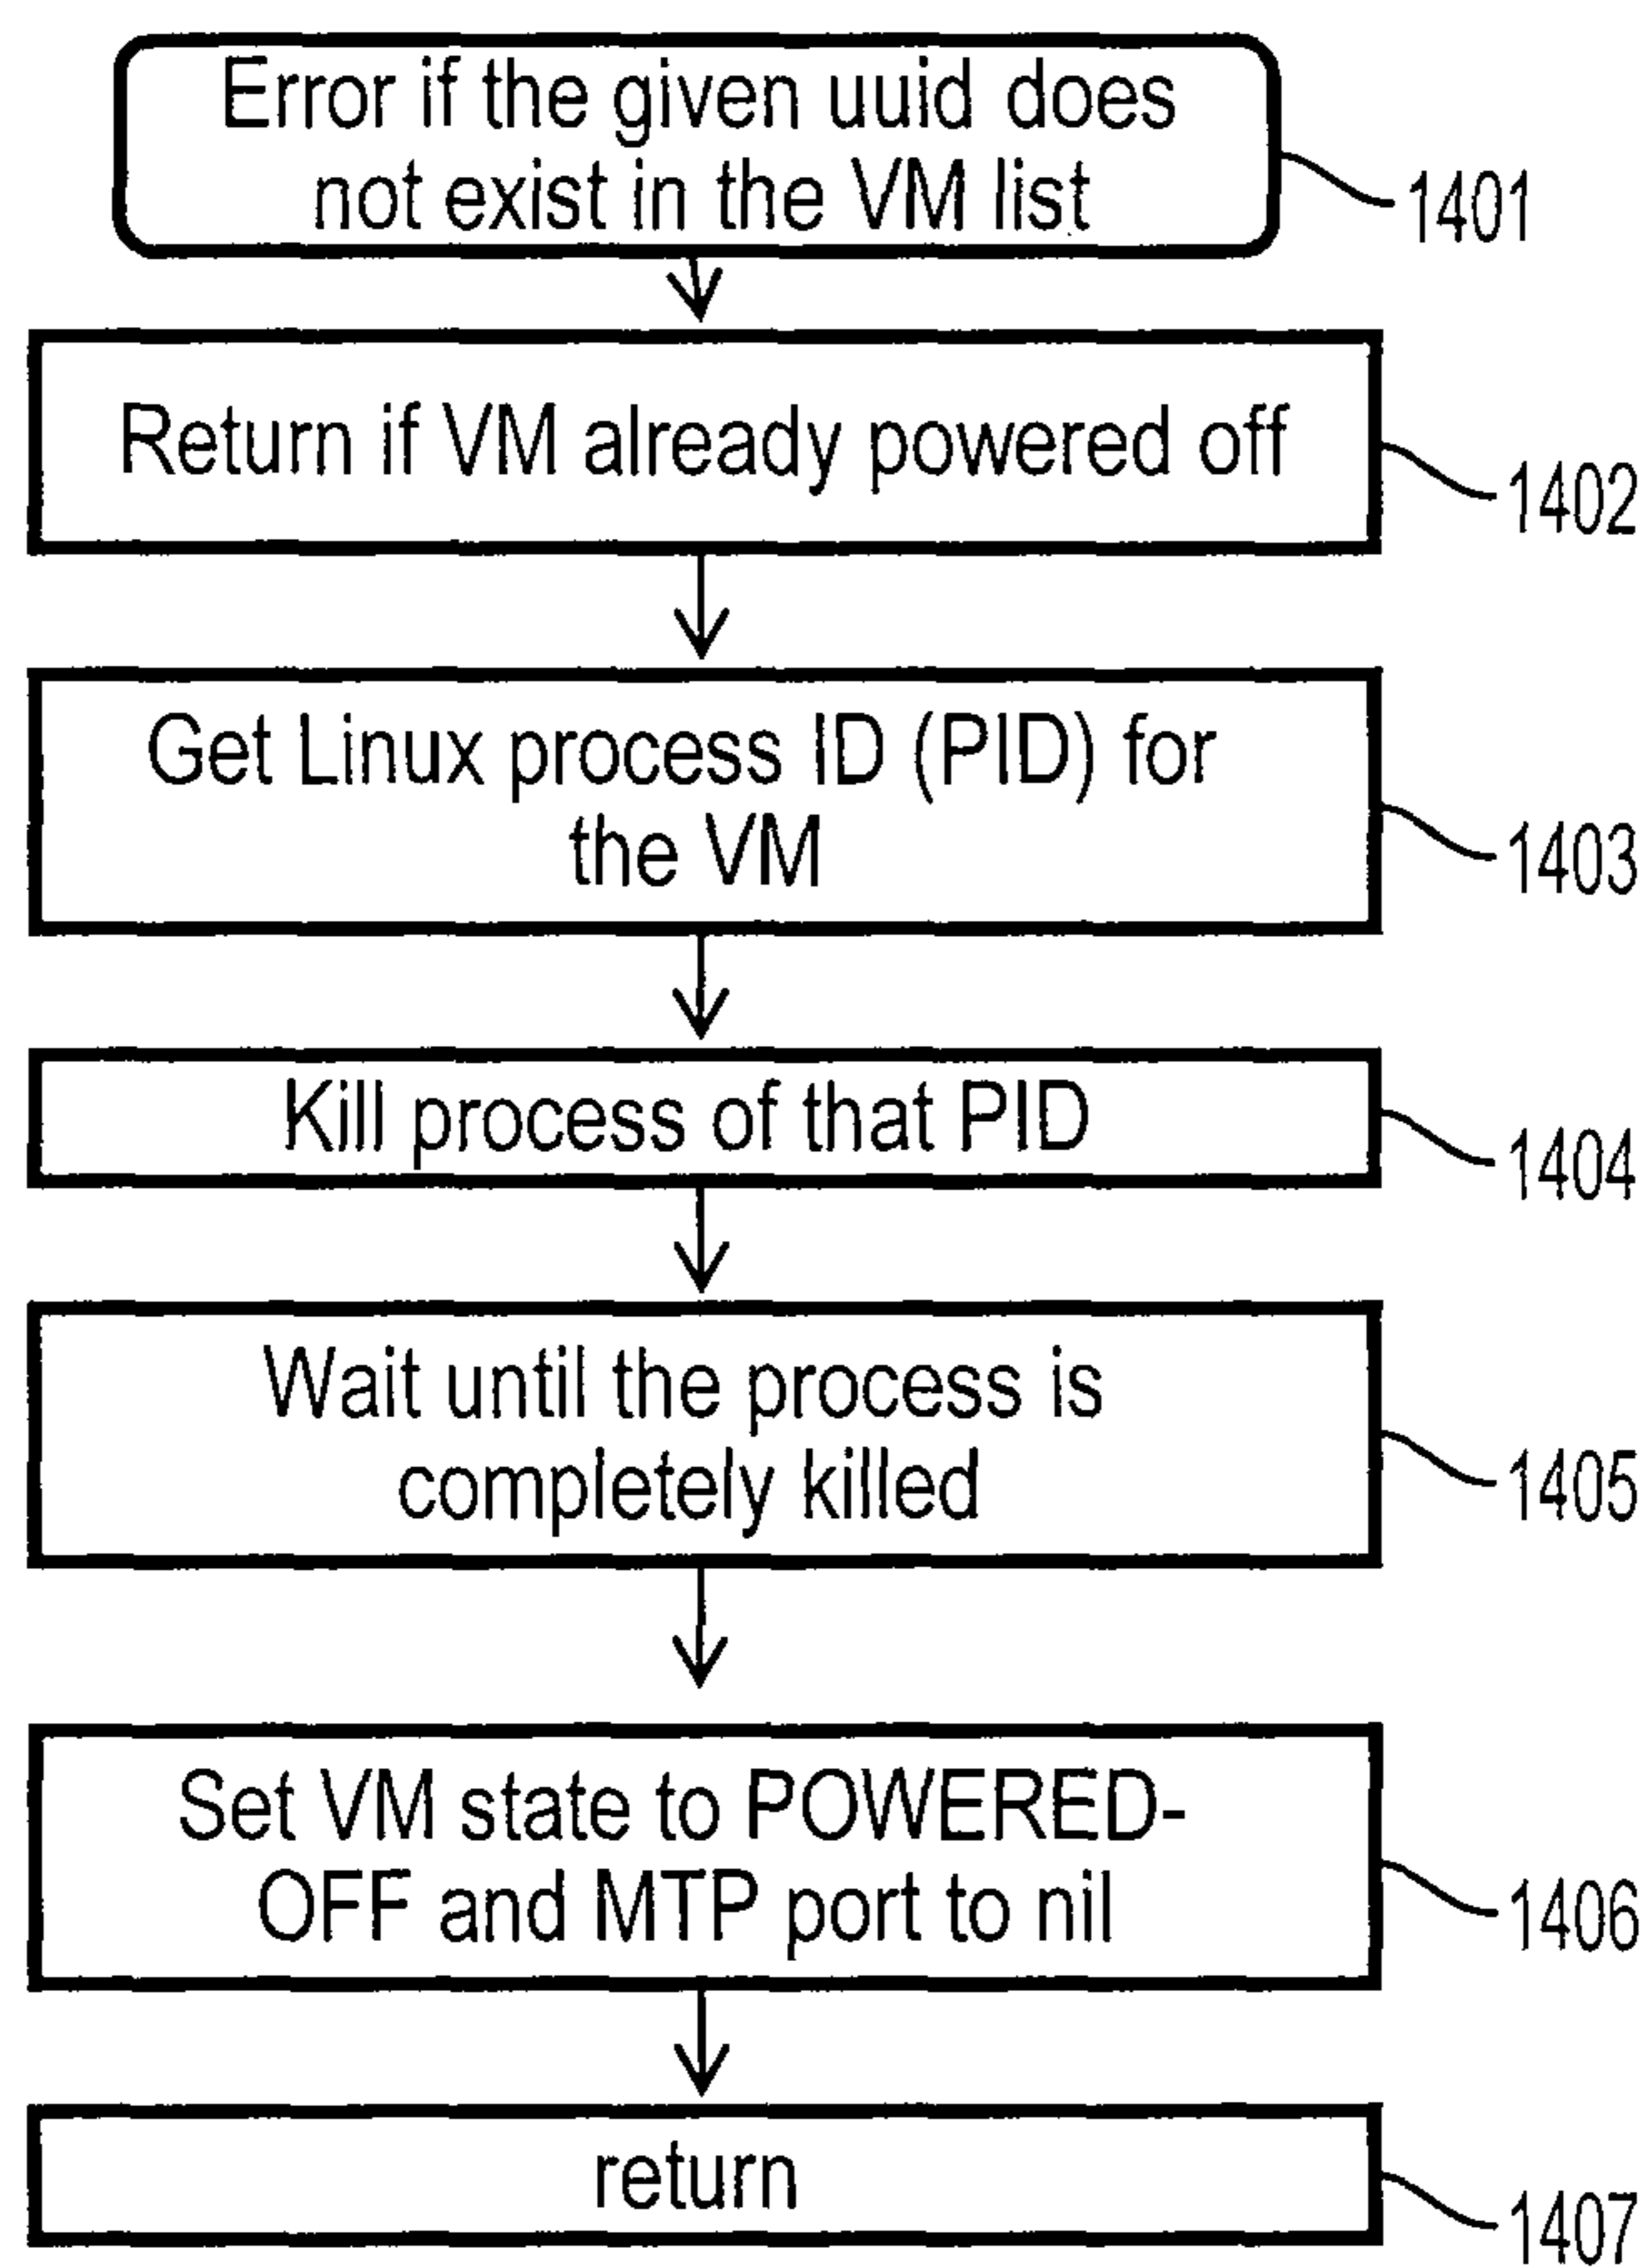 Error if the given uuid does
not exist in the VM list
1401
Return if VM already powered off
1402
Get Linux process ID (PID) for
the VM
1403
Kill process of that PID
1404
Wait until the process is
completely killed
1405
Set VM state to POWERED-
OFF and MTP port to nil
1406
return
1407